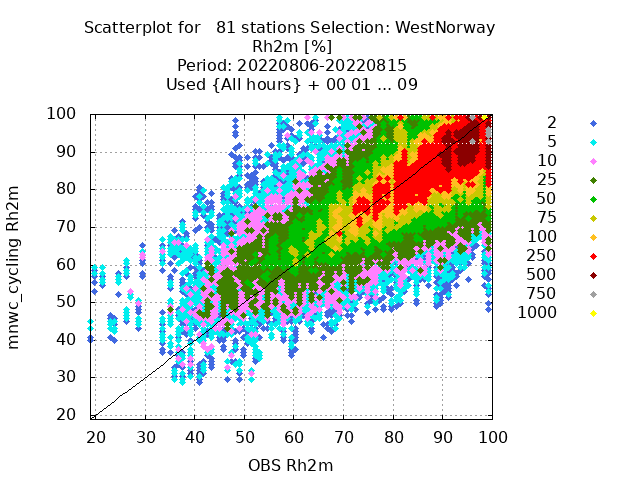 Scatterplot for   81 stations Selection: WestNorway
Rh2m [%]
Period: 20220806-20220815
Used {All hours} + 00 01 ... 09
100
90
80
70
60
50
40
30
20
mnwc_cycling Rh2m
20 30 40 50 60 70 80 90 100
OBS Rh2m
2
5
10
25
50
75
100
250
500
750
1000